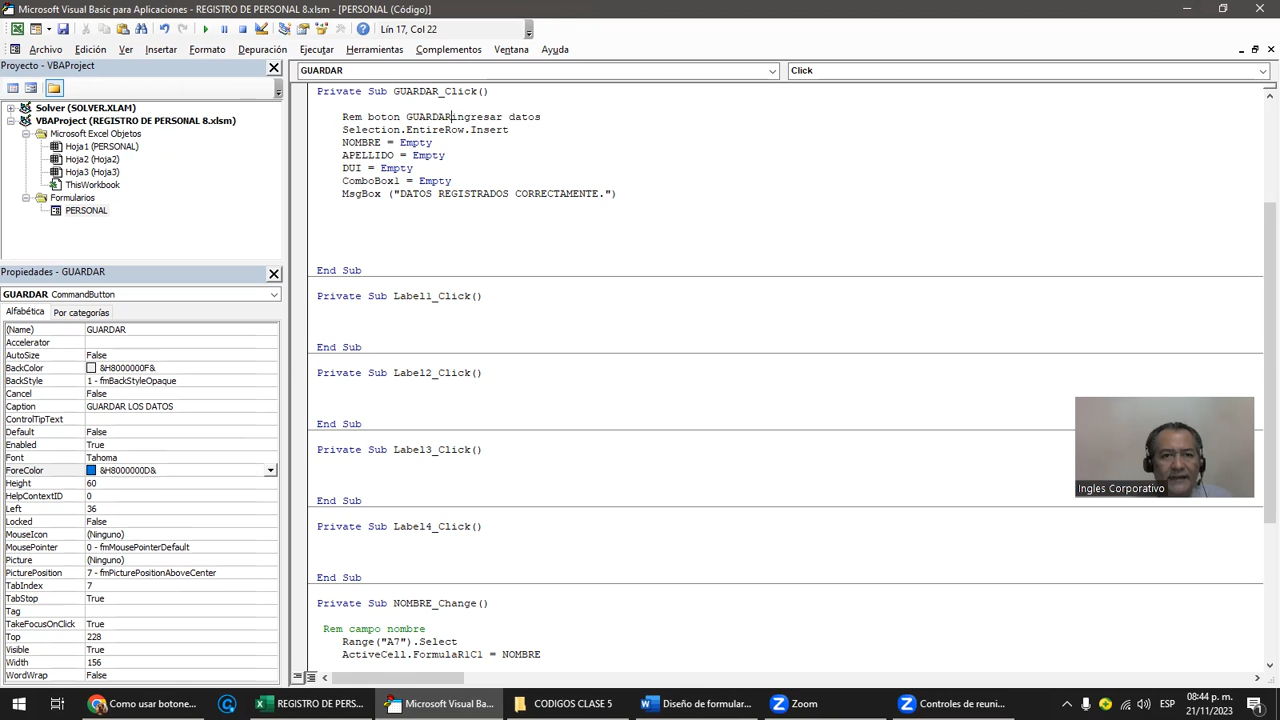 Microsoft Visual Basic para Aplicaciones - REGISTRO DE PERSONAL 8.xlsm - [PERSONAL (Código)]
Lín 17, Col 22
Archivo Edición Ver Insertar Formato Depuración Ejecutar Herramientas Complementos Ventana Ayuda
Proyecto - VBAProject
Solver (SOLVER.XLAM)
VBAProject (REGISTRO DE PERSONAL 8.xlsm)
Microsoft Excel Objetos
Hoja1 (PERSONAL)
Hoja2 (Hoja2)
Hoja3 (Hoja3)
ThisWorkbook
Formularios
PERSONAL
Propiedades - GUARDAR
GUARDAR CommandButton
Alfabética Por categorías
(Name) GUARDAR
Accelerator
AutoSize False
BackColor &H8000000F&
BackStyle 1 - fmBackStyleOpaque
Cancel False
Caption GUARDAR LOS DATOS
ControlTipText
Default False
Enabled True
Font Tahoma
ForeColor &H8000000D&
Height 60
HelpContextID 0
Left 36
Locked False
MouseIcon (Ninguno)
MousePointer 0 - fmMousePointerDefault
Picture (Ninguno)
PicturePosition 7 - fmPicturePositionAboveCenter
TabIndex 7
TabStop True
Tag
TakeFocusOnClick True
Top 228
Visible True
Width 156
WordWrap False
GUARDAR Click
Private Sub GUARDAR_Click()
Rem boton GUARDARingresar datos
Selection.EntireRow.Insert
NOMBRE = Empty
APELLIDO = Empty
DUI = Empty
ComboBox1 = Empty
MsgBox ("DATOS REGISTRADOS CORRECTAMENTE.")
End Sub
Private Sub Label1_Click()
End Sub
Private Sub Label2_Click()
End Sub
Private Sub Label3_Click()
End Sub
Private Sub Label4_Click()
End Sub
Private Sub NOMBRE_Change()
Rem campo nombre
Range("A7").Select
ActiveCell.FormulaR1C1 = NOMBRE
Ingles Corporativo
Como usar botone...
REGISTRO DE PERS...
Microsoft Visual Ba...
CODIGOS CLASE 5
Diseño de formular...
Zoom
Controles de reuni...
ESP
08:44 p. m.
21/11/2023